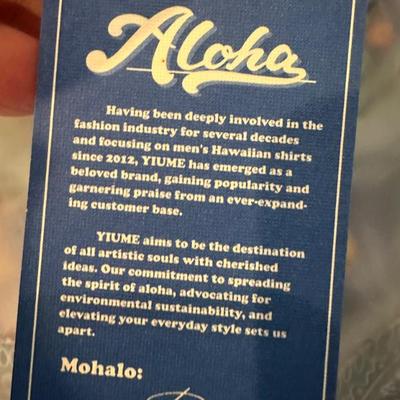 Aloha
Having been deeply involved in the
fashion industry for several decades
and focusing on men's Hawaiian shirts
since 2012, YIUME has emerged as a
beloved brand, gaining popularity and
garnering praise from an ever-expand-
ing customer base.
YIUME aims to be the destination
of all artistic souls with cherished
ideas. Our commitment to spreading
the spirit of aloha, advocating for
environmental sustainability, and
elevating your everyday style sets us
apart.
Mohalo: